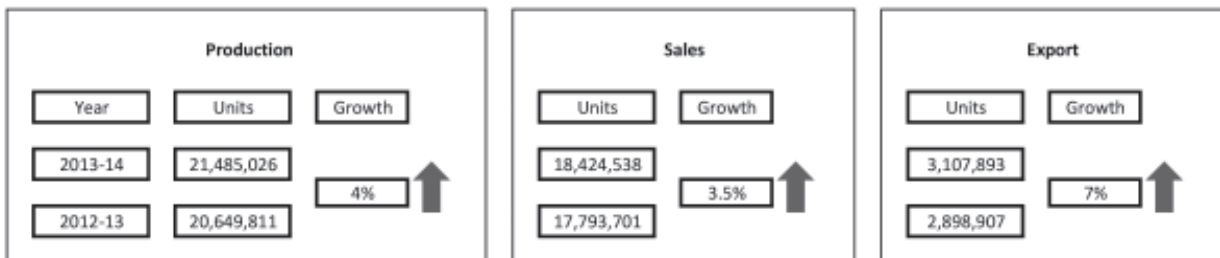 Production
Year Units Growth
2013-14 21,485,026
4%
2012-13 20,649,811
Sales
Units Growth
18,424,538
3.5%
17,793,701
Export
Units Growth
3,107,893
7%
2,898,907